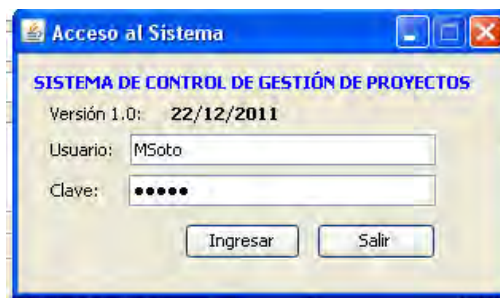 Acceso al Sistema
SISTEMA DE CONTROL DE GESTIÓN DE PROYECTOS
Versión 1.0: 22/12/2011
Usuario: MSoto
Clave: •••••
Ingresar Salir